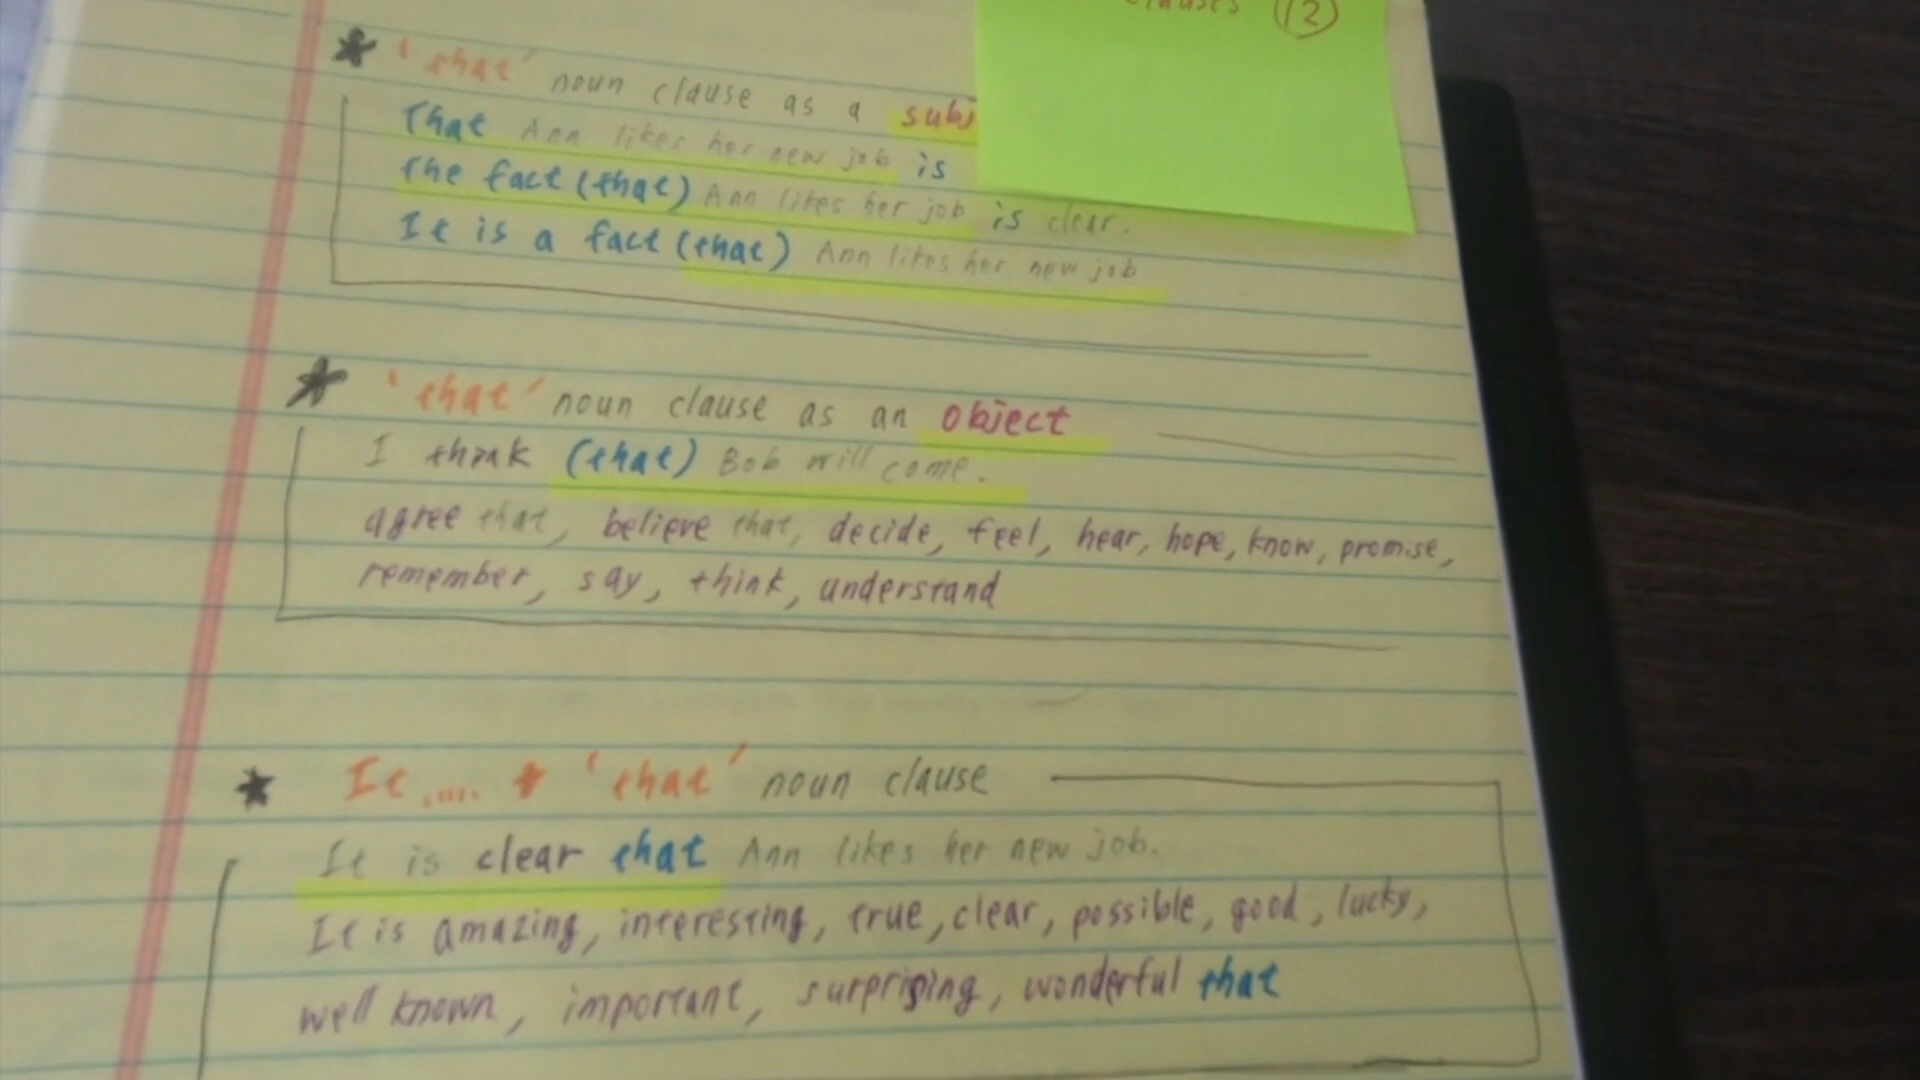 clauses 12
'that' noun clause as a subj
That Ann likes her new job is
The fact (that) Ann likes her job is clear.
It is a fact (that) Ann likes her new job
'that' noun clause as an object
I think (that) Bob will come.
agree that, believe that, decide, feel, hear, hope, know, promise,
remember, say, think, understand
It..... + 'that' noun clause
It is clear that Ann likes her new job.
It is amazing, interesting, true, clear, possible, good, lucky,
well known, important, surprising, wonderful that